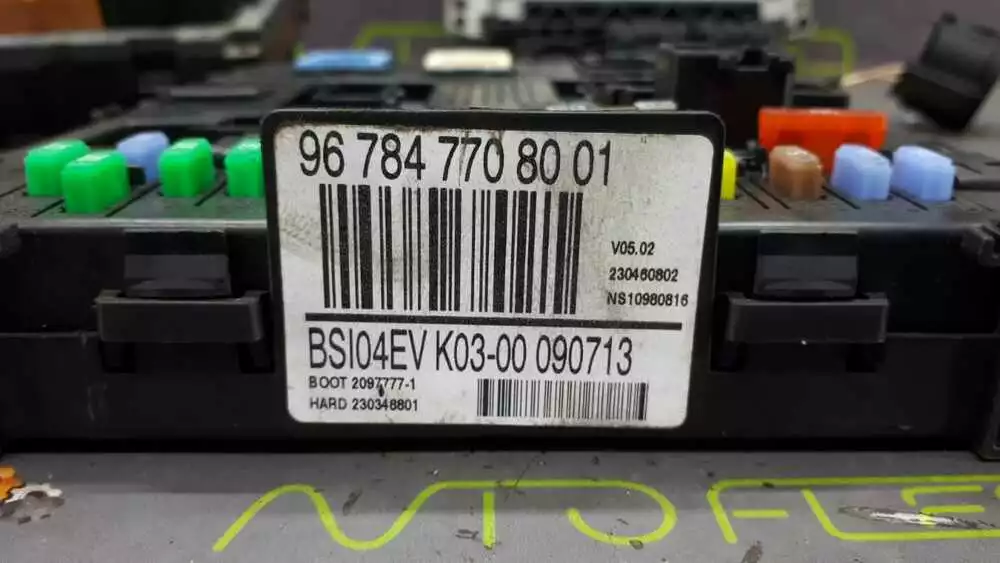 96 784 770 80 01
V05.02
230460802
NS10980816
BSI04EV K03-00 090713
BOOT 2097777-1
HARD 230348801